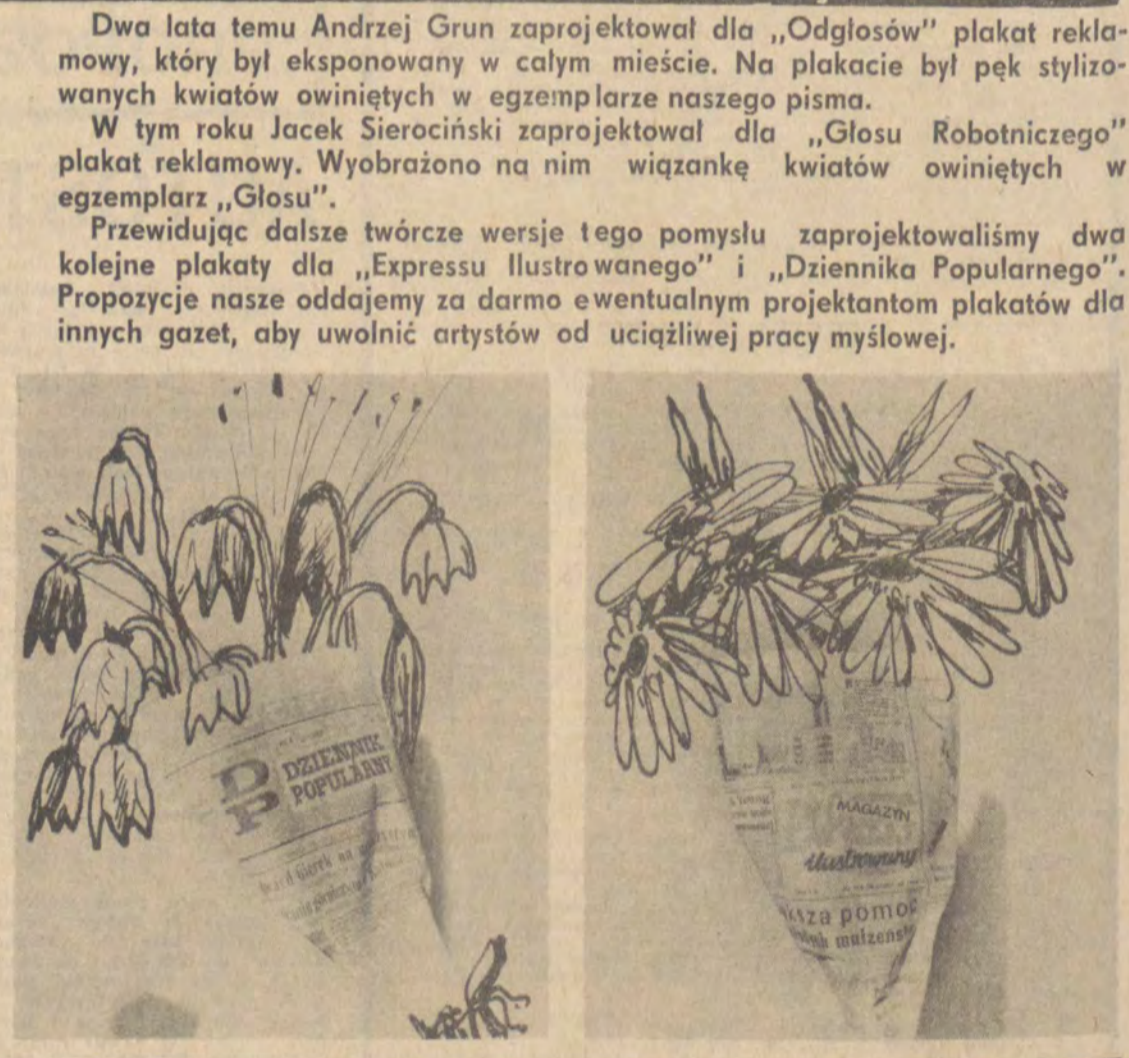 Dwa lata temu Andrzej Grun zaprojektował dla „Odgłosów” plakat rekla-
mowy, który był eksponowany w całym mieście. Na plakacie był pęk stylizo-
wanych kwiatów owiniętych w egzemplarze naszego pisma.
W tym roku Jacek Sierociński zaprojektował dla „Głosu Robotniczego”
plakat reklamowy. Wyobrażono na nim wiązankę kwiatów owiniętych w
egzemplarz „Głosu”.
Przewidując dalsze twórcze wersje tego pomysłu zaprojektowaliśmy dwa
kolejne plakaty dla „Expressu Ilustrowanego” i „Dziennika Popularnego”.
Propozycje nasze oddajemy za darmo ewentualnym projektantom plakatów dla
innych gazet, aby uwolnić artystów od uciążliwej pracy myślowej.
DP DZIENNIK
POPULARNY
Gierek na
MAGAZYN
ilustrowany
ksza pomoc
małżeńst